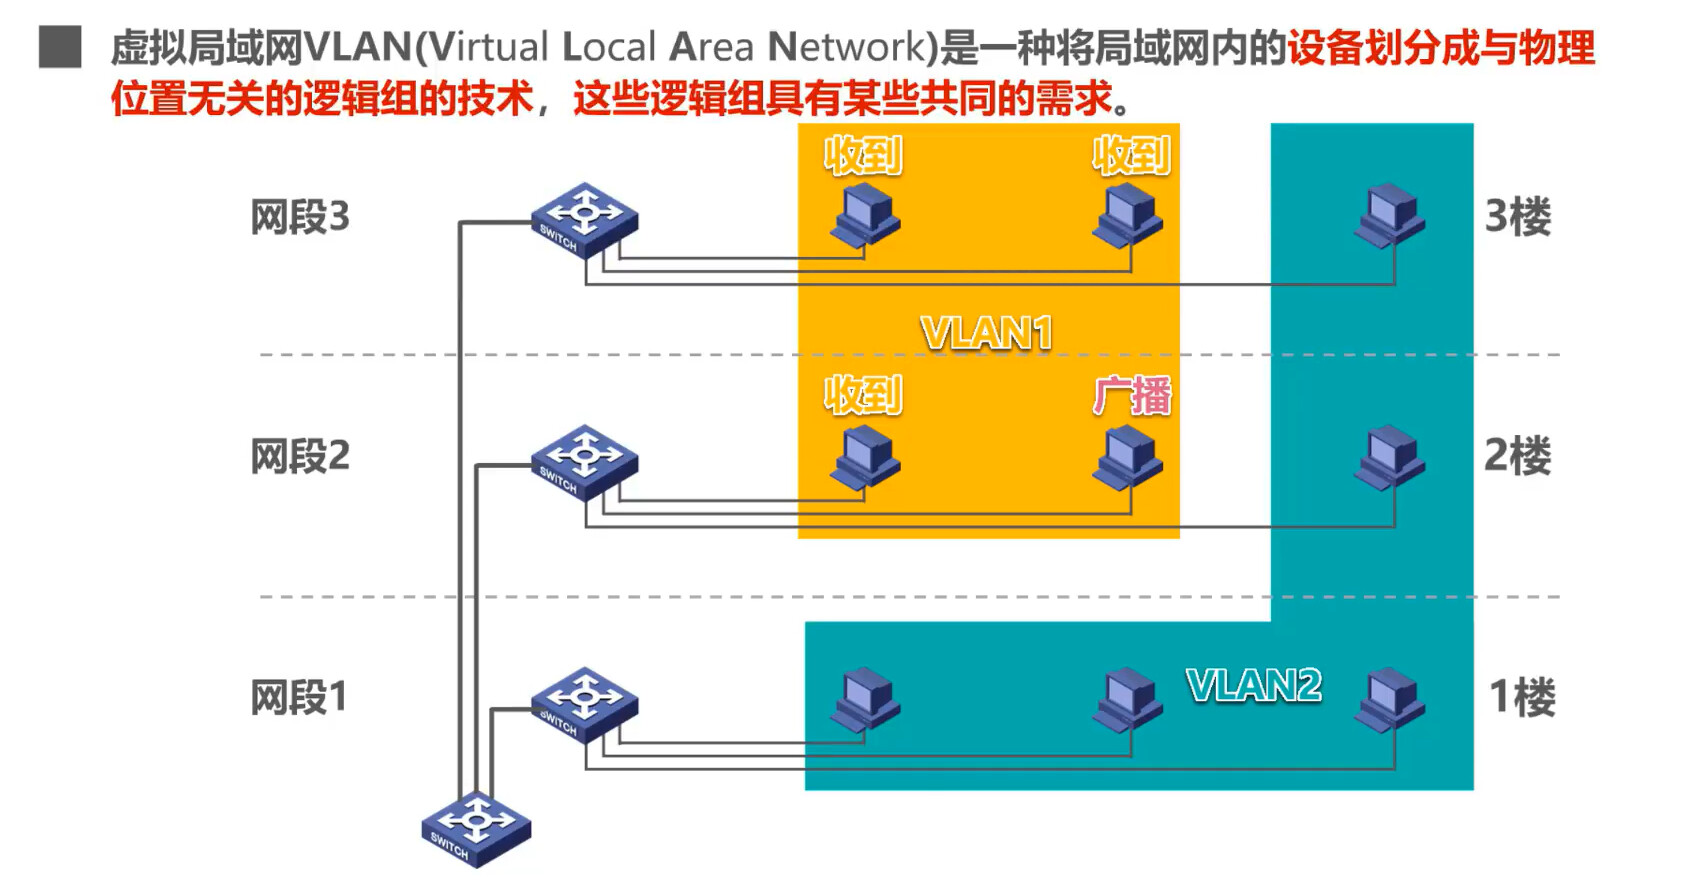 虚拟局域网VLAN(Virtual Local Area Network)是一种将局域网内的设备划分成与物理
位置无关的逻辑组的技术，这些逻辑组具有某些共同的需求。
收到 收到
网段3 SWITCH 3楼
VLAN1
收到 广播
网段2 SWITCH 2楼
VLAN2
网段1 SWITCH 1楼
SWITCH